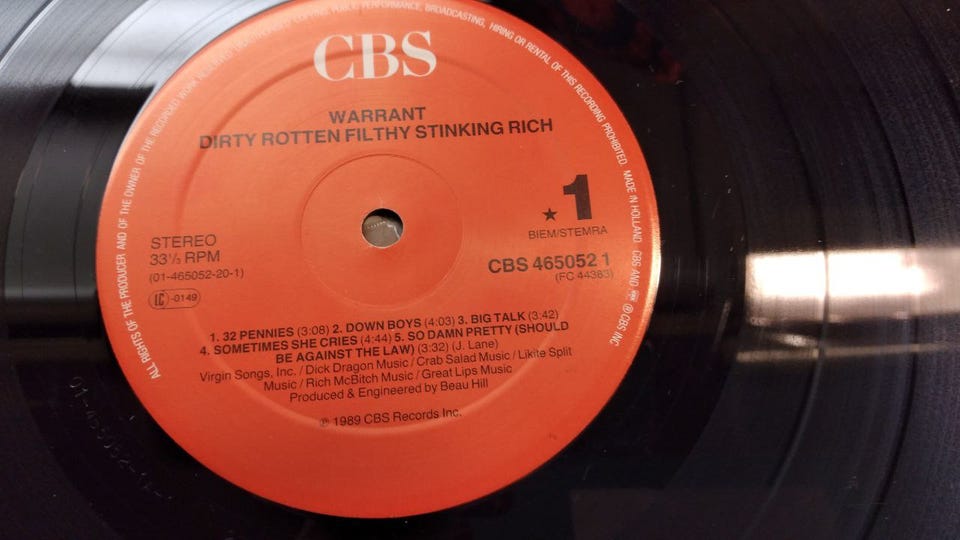 CBS
WARRANT
DIRTY ROTTEN FILTHY STINKING RICH
STEREO
33⅓ RPM
(01-465052-20-1)
LC -0149
★ 1
BIEM/STEMRA
CBS 465052 1
(FC 44383)
1. 32 PENNIES (3:08) 2. DOWN BOYS (4:03) 3. BIG TALK (3:42)
4. SOMETIMES SHE CRIES (4:44) 5. SO DAMN PRETTY (SHOULD
BE AGAINST THE LAW) (3:32) (J. Lane)
Virgin Songs, Inc. / Dick Dragon Music / Crab Salad Music / Likite Split
Music / Rich McBitch Music / Great Lips Music
Produced & Engineered by Beau Hill
℗ 1989 CBS Records Inc.
ALL RIGHTS OF THE PRODUCER AND OF THE OWNER OF THE RECORDED WORK PUBLIC PERFORMANCE, BROADCASTING, HIRING OR RENTAL OF THIS RECORDING PROHIBITED. MADE IN HOLLAND. CBS AND ® CBS INC